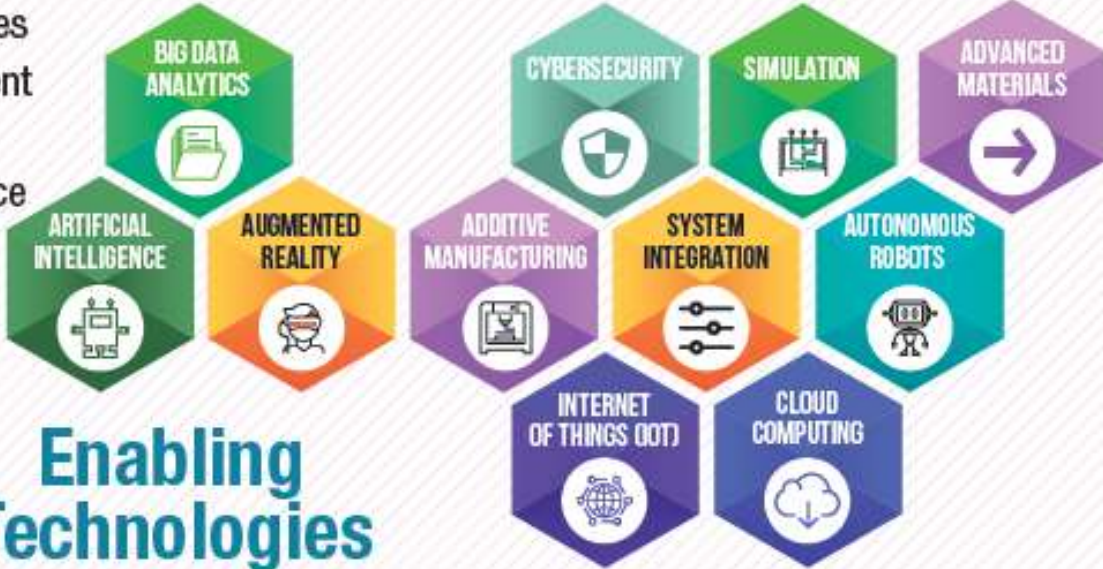 BIG DATA
ANALYTICS
CYBERSECURITY
SIMULATION
ADVANCED
MATERIALS
ARTIFICIAL
INTELLIGENCE
AUGMENTED
REALITY
ADDITIVE
MANUFACTURING
SYSTEM
INTEGRATION
AUTONOMOUS
ROBOTS
INTERNET
OF THINGS (IOT)
CLOUD
COMPUTING
Enabling
Technologies